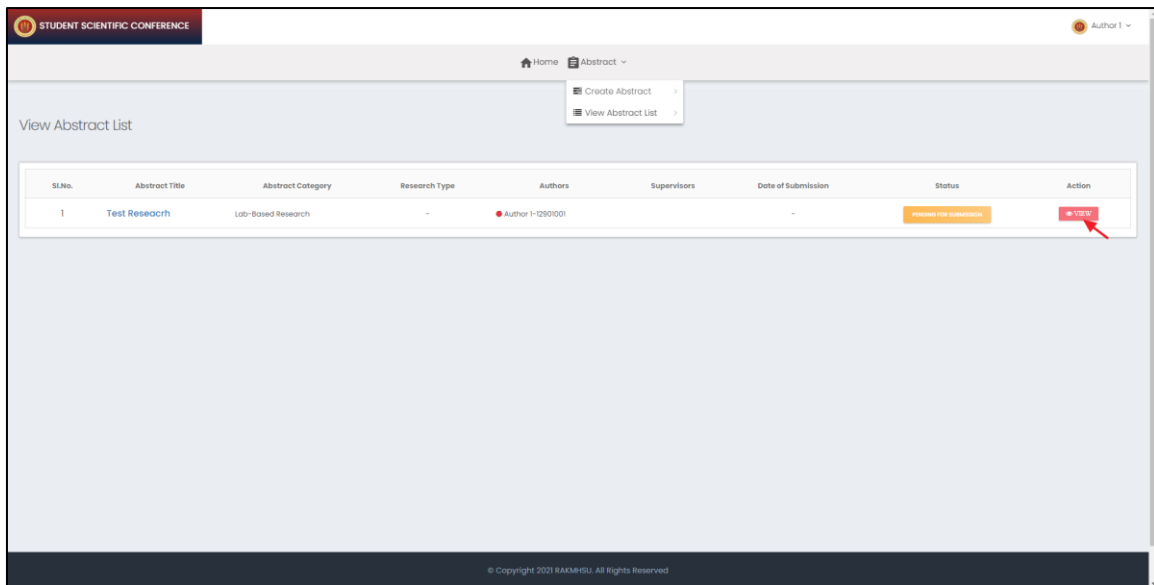 STUDENT SCIENTIFIC CONFERENCE
Author 1
Home Abstract
Create Abstract
View Abstract List
View Abstract List
Sl.No. Abstract Title Abstract Category Research Type Authors Supervisors Date of Submission Status Action
1 Test Reseacrh Lab-Based Research - Author 1-12901001 - PENDING FOR SUBMISSION VIEW
© Copyright 2021 RAKMHSU. All Rights Reserved